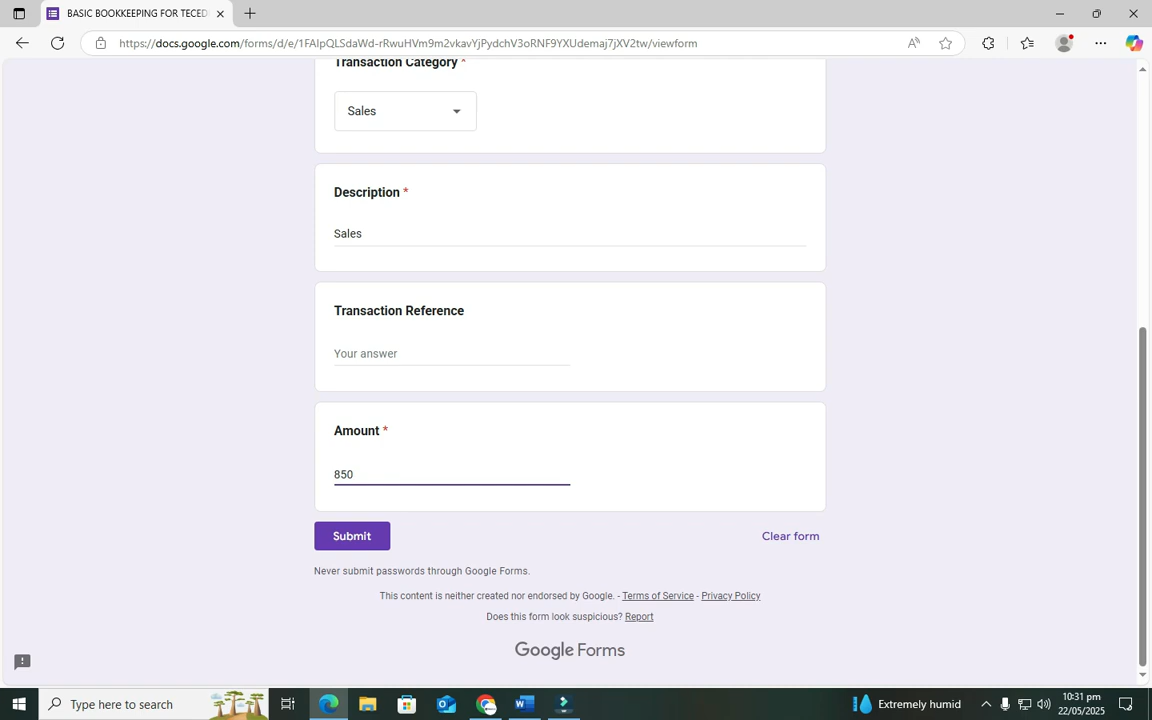 BASIC BOOKKEEPING FOR TECED
https://docs.google.com/forms/d/e/1FAIpQLSdaWd-rRwuHVm9m2vkavYjPydchV3oRNF9YXUdemaj7jXV2tw/viewform
Transaction Category *
Sales
Description *
Sales
Transaction Reference
Your answer
Amount *
850
Submit
Clear form
Never submit passwords through Google Forms.
This content is neither created nor endorsed by Google. - Terms of Service - Privacy Policy
Does this form look suspicious? Report
Google Forms
Type here to search
Extremely humid
10:31 pm
22/05/2025